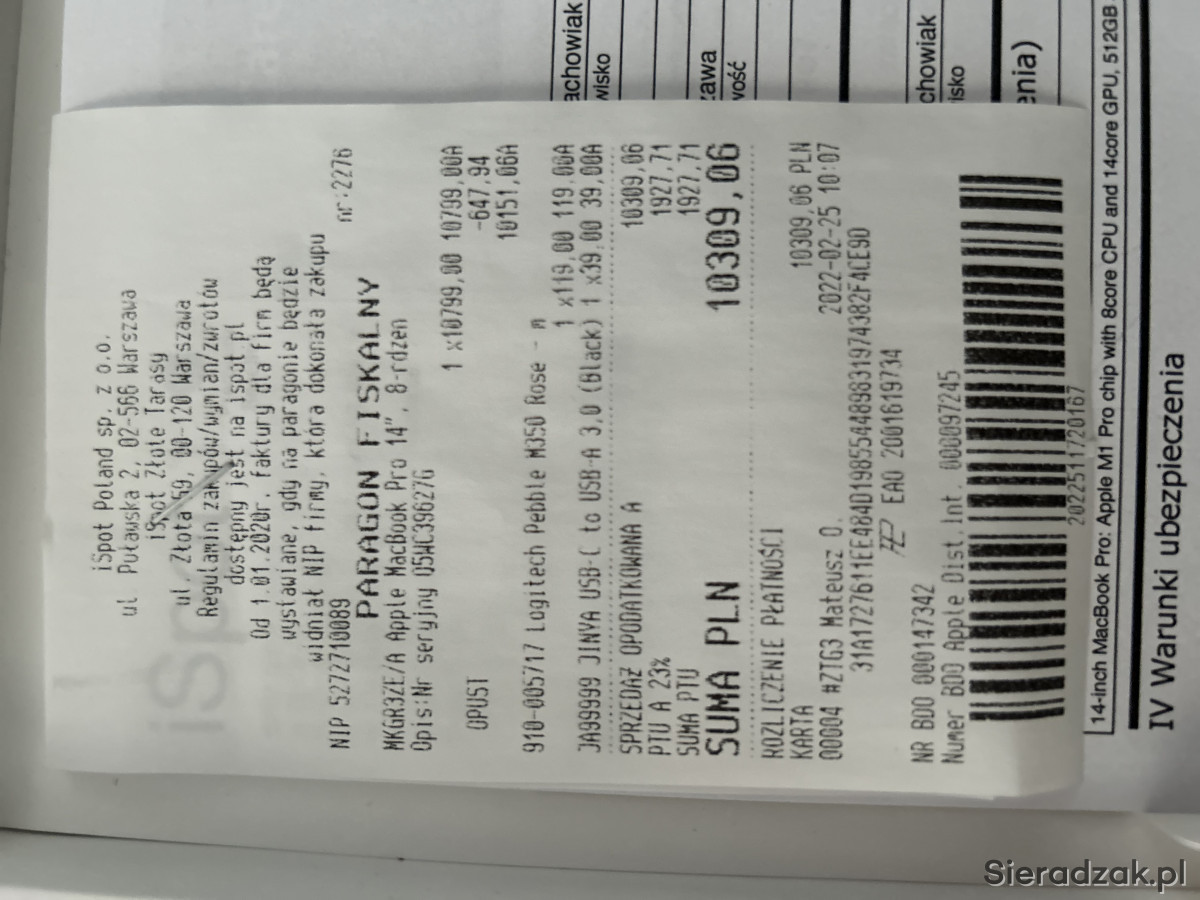 iSpot Poland sp. z o.o.
ul Puławska 2, 02-566 Warszawa
iSpot Złote Tarasy
ul. Złota 59, 00-120 Warszawa
Regulamin zakupów/wymian/zwrotów
dostępny jest na ispot.pl
Od 1.01.2020r. faktury dla firm będą
wystawiane, gdy na paragonie będzie
widniał NIP firmy, która dokonała zakupu
NIP 5272710089 nr:2276
PARAGON FISKALNY
MKGR3ZE/A Apple MacBook Pro 14", 8-rdzen
Opis:Nr seryjny Q5WC396276
1 x10799,00 10799,00A
OPUST -647,94
10151,06A
910-005717 Logitech Pebble M350 Rose - m
1 x119,00 119,00A
JA99999 JINYA USB-C to USB-A 3,0 (Black) 1 x39,00 39,00A
SPRZEDAŻ OPODATKOWANA A 10309,06
PTU A 23% 1927,71
SUMA PTU 1927,71
SUMA PLN 10309,06
ROZLICZENIE PŁATNOŚCI
KARTA 10309,06 PLN
00004 #ZTG3 Mateusz O. 2022-02-25 10:07
31A1727611EE484D198554489831974382F4CE9D
EAO 2001619734
NR BDO 000147342
Numer BDO Apple Dist. Int. 000097245
2022511720167
achowiak
wisko
zawa
wość
chowiak
isko
enia)
14-inch MacBook Pro: Apple M1 Pro chip with 8core CPU and 14core GPU, 512GB
IV Warunki ubezpieczenia
iSp
Sieradzak.pl